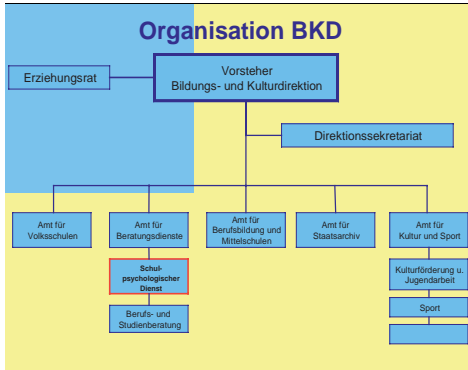 Organisation BKD
Erziehungsrat
Vorsteher
Bildungs- und Kulturdirektion
Direktionssekretariat
Amt für
Volksschulen
Amt für
Beratungsdienste
Amt für
Berufsbildung und
Mittelschulen
Amt für
Staatsarchiv
Amt für
Kultur und Sport
Schul-
psychologischer
Dienst
Berufs- und
Studienberatung
Kulturförderung u.
Jugendarbeit
Sport